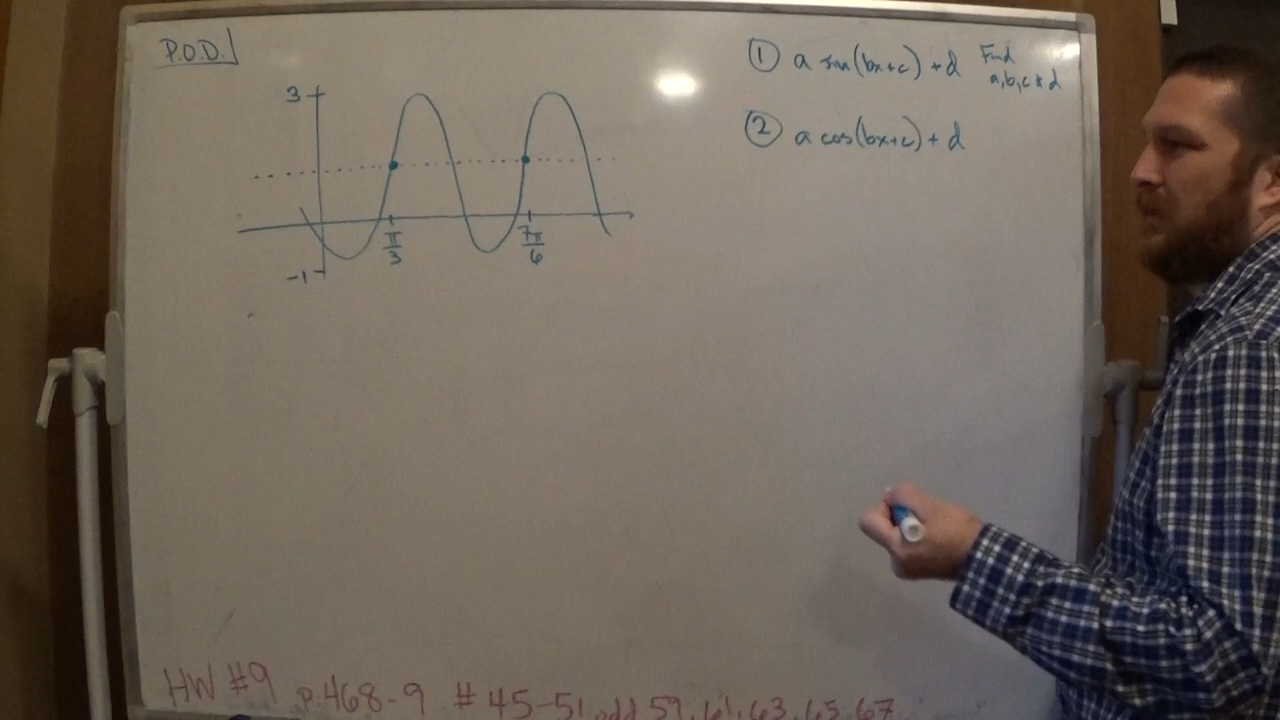 P.O.D.
3
-1
π/3
7π/6
① a sin(bx+c) + d Find a,b,c & d
② a cos(bx+c) + d
HW #9 p.468-9 # 45-51 odd 59, 61, 63, 65, 67